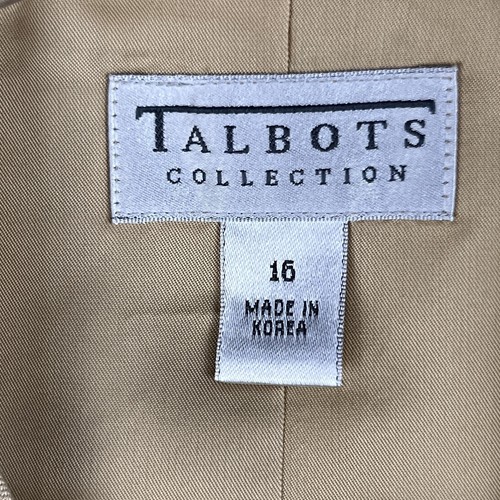 TALBOTS
COLLECTION
16
MADE IN
KOREA